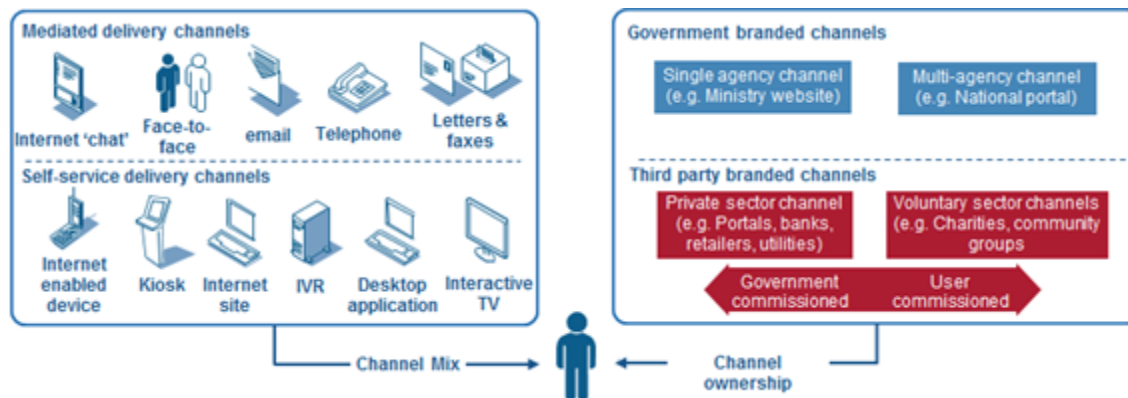 Mediated delivery channels
Internet ‘chat’
Face-to-
face
email
Telephone
Letters &
faxes
Self-service delivery channels
Internet
enabled
device
Kiosk
Internet
site
IVR
Desktop
application
Interactive
TV
Government branded channels
Single agency channel
(e.g. Ministry website)
Multi-agency channel
(e.g. National portal)
Third party branded channels
Private sector channel
(e.g. Portals, banks,
retailers, utilities)
Voluntary sector channels
(e.g. Charities, community
groups
Government
commissioned
User
commissioned
Channel Mix
Channel
ownership